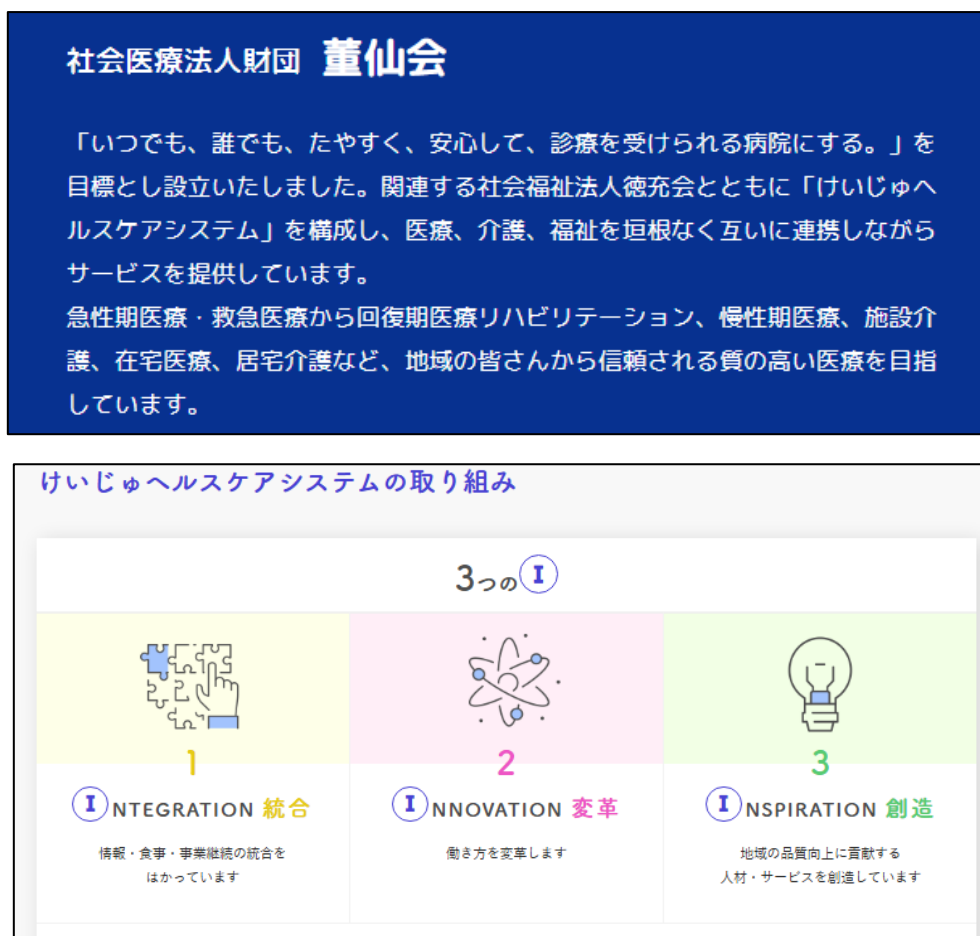 社会医療法人財団 董仙会
「いつでも、誰でも、たやすく、安心して、診療を受けられる病院にする。」を
目標とし設立いたしました。関連する社会福祉法人徳充会とともに「けいじゅヘ
ルスケアシステム」を構成し、医療、介護、福祉を垣根なく互いに連携しながら
サービスを提供しています。
急性期医療・救急医療から回復期医療リハビリテーション、慢性期医療、施設介
護、在宅医療、居宅介護など、地域の皆さんから信頼される質の高い医療を目指
しています。
けいじゅヘルスケアシステムの取り組み
3つのI
1
INTEGRATION 統合
情報・食事・事業継続の統合を
はかっています
2
INNOVATION 変革
働き方を変革します
3
INSPIRATION 創造
地域の品質向上に貢献する
人材・サービスを創造しています